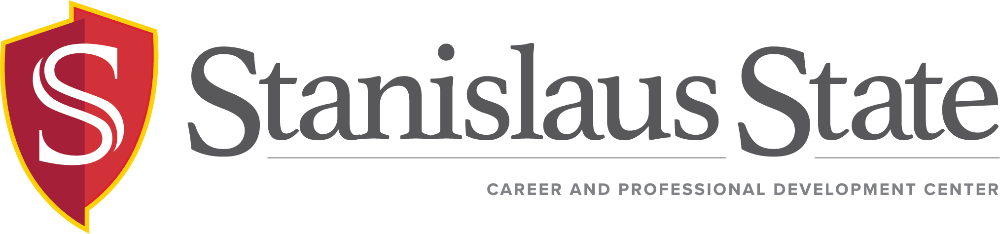 S
Stanislaus State
CAREER AND PROFESSIONAL DEVELOPMENT CENTER